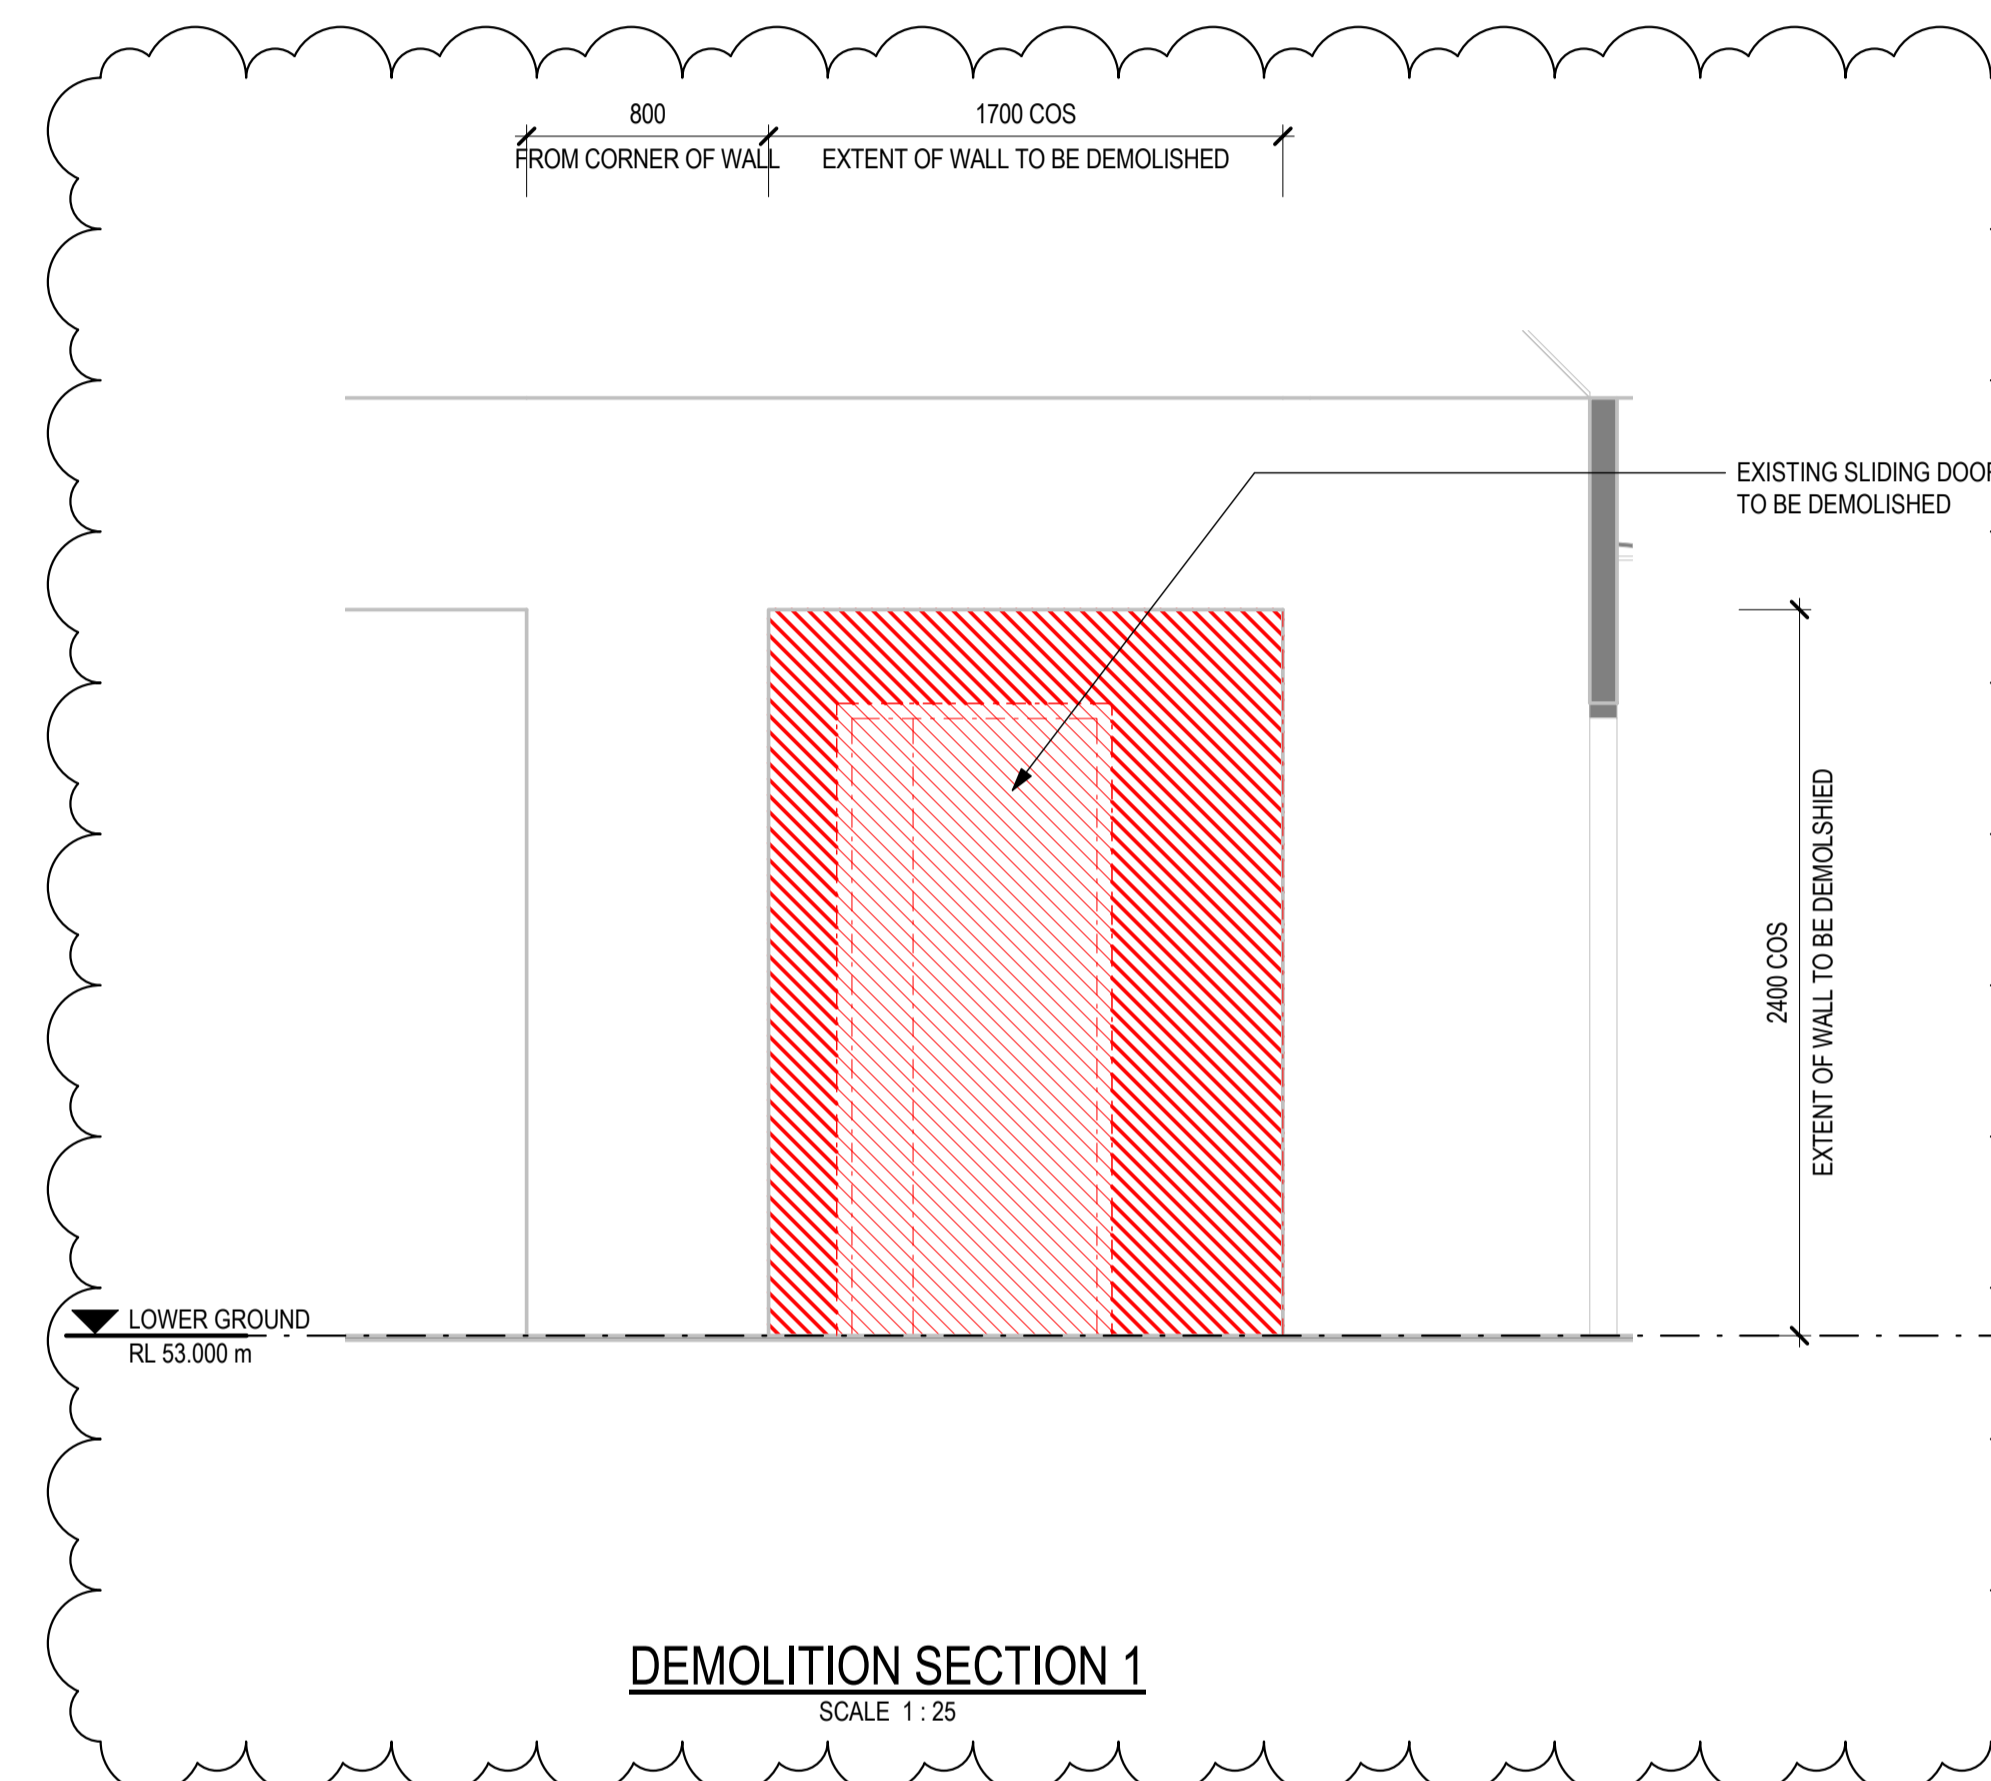 800
1700 COS
FROM CORNER OF WALL
EXTENT OF WALL TO BE DEMOLISHED
EXISTING SLIDING DOOR
TO BE DEMOLISHED
2400 COS
EXTENT OF WALL TO BE DEMOLSHIED
LOWER GROUND
RL 53.000 m
DEMOLITION SECTION 1
SCALE 1 : 25